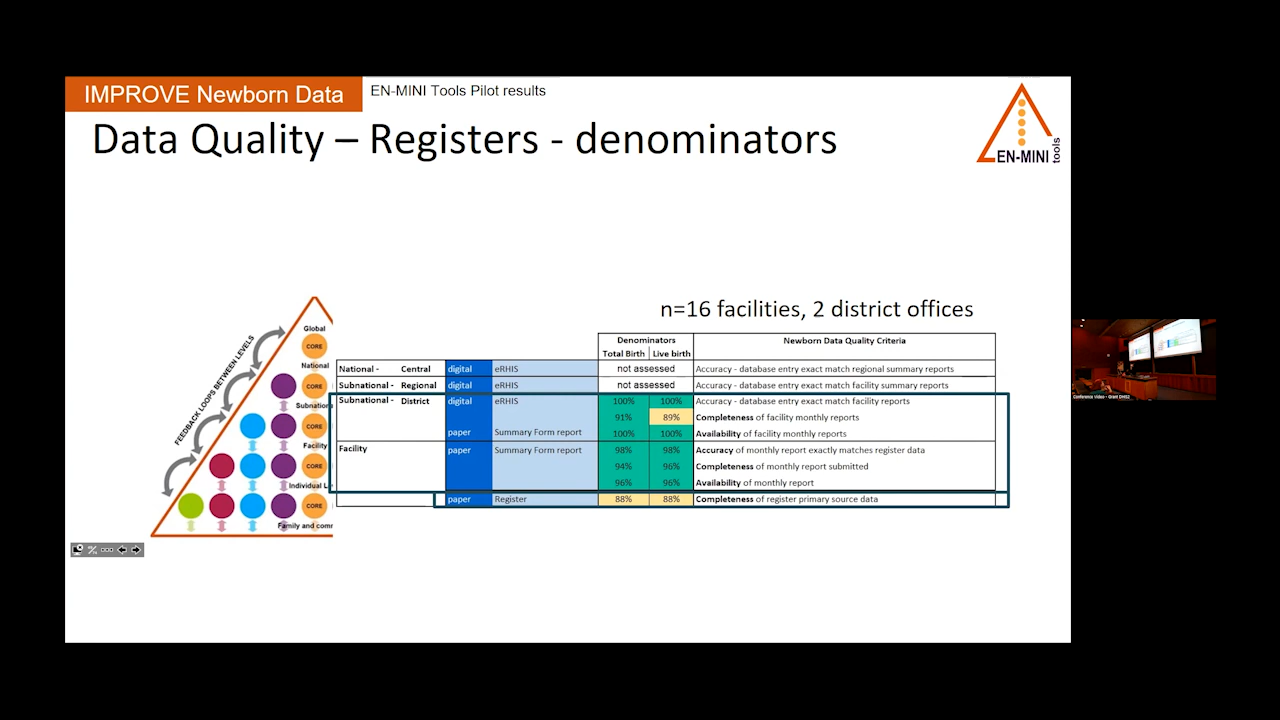 IMPROVE Newborn Data
EN-MINI Tools Pilot results
Data Quality – Registers - denominators
EN-MINI
tools
n=16 facilities, 2 district offices
FEEDBACK LOOPS BETWEEN LEVELS
Global
CORE
National
CORE
Subnation
CORE
Facility
CORE
Individual L
CORE
Family and comm
Denominators
Newborn Data Quality Criteria
Total Birth Live birth
National - Central digital eRHIS not assessed Accuracy - database entry exact match regional summary reports
Subnational - Regional digital eRHIS not assessed Accuracy - database entry exact match facility summary reports
Subnational - District digital eRHIS 100% 100% Accuracy - database entry exact match facility reports
91% 89% Completeness of facility monthly reports
paper Summary Form report 100% 100% Availability of facility monthly reports
Facility paper Summary Form report 98% 98% Accuracy of monthly report exactly matches register data
94% 96% Completeness of monthly report submitted
96% 96% Availability of monthly report
paper Register 88% 88% Completeness of register primary source data
Conference Video - Grant DHIS2